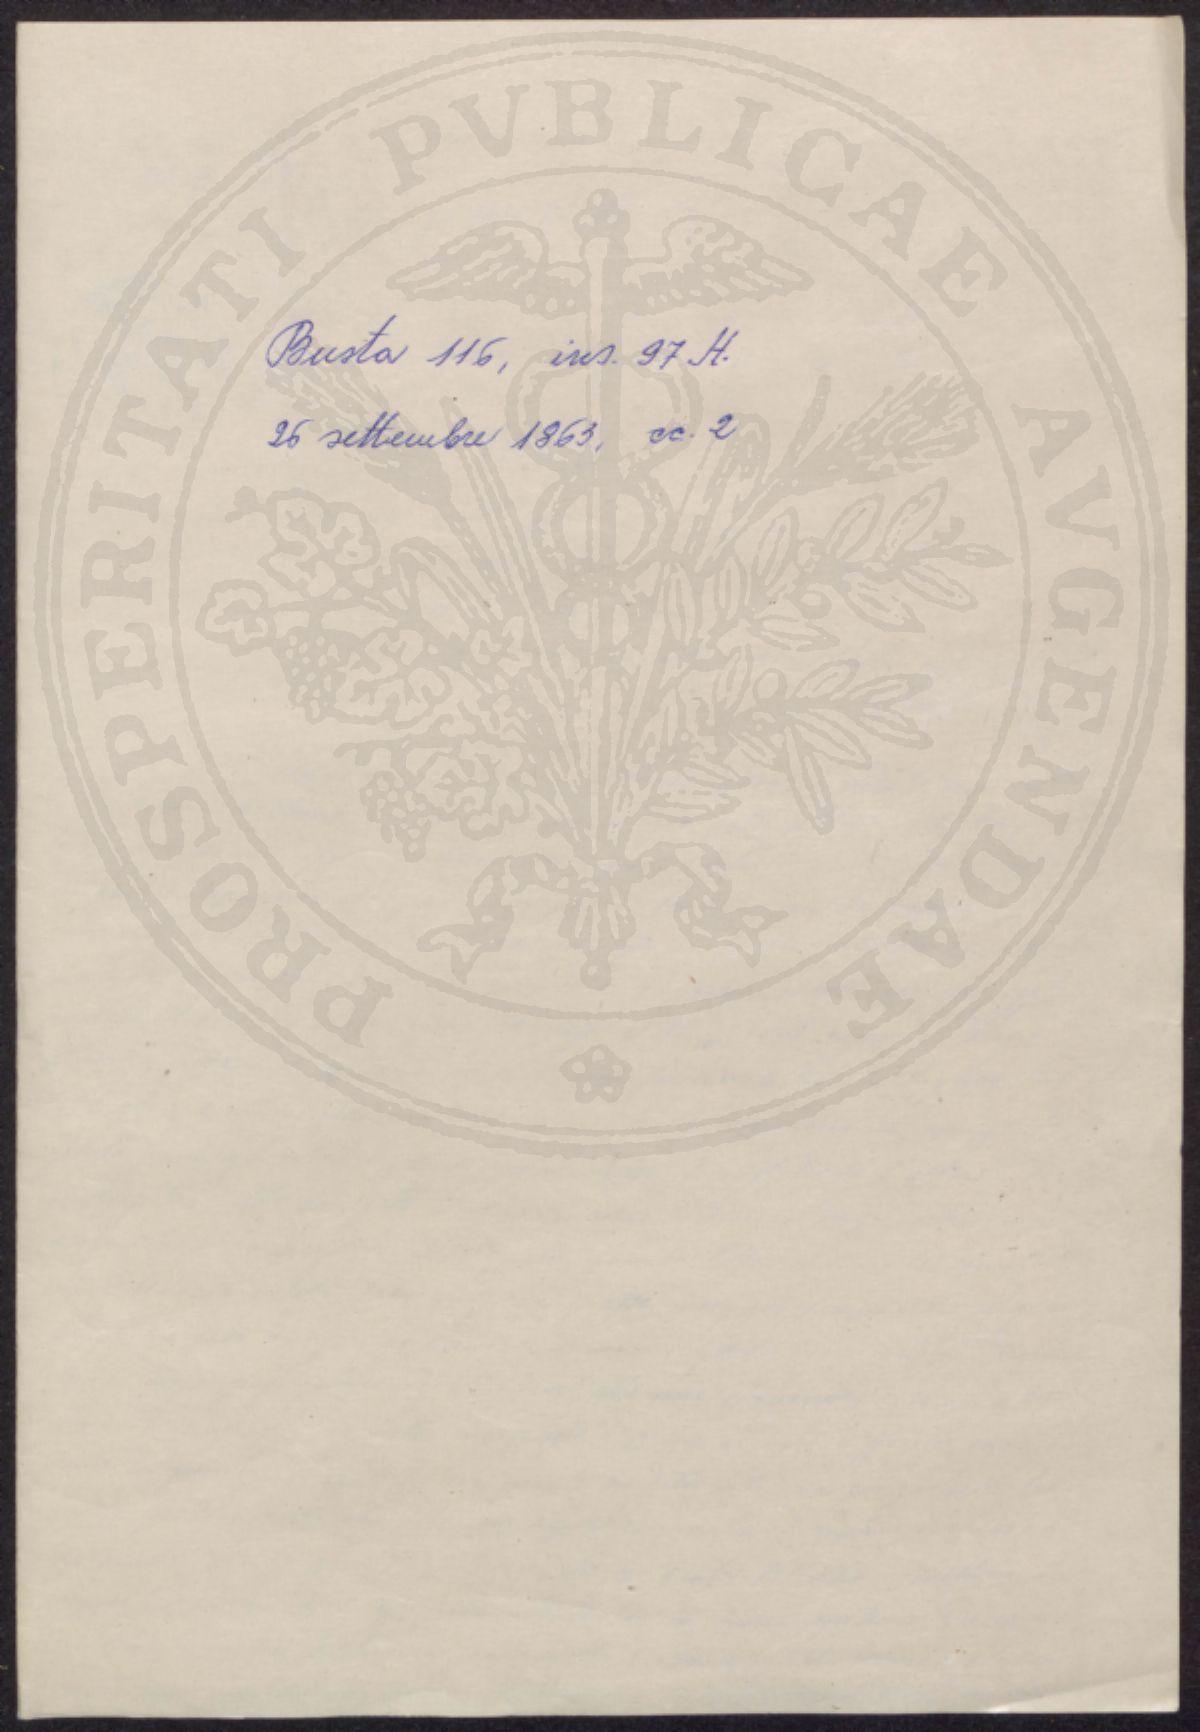 PROSPERITATI PVBLICAE AVGENDAE
Busta 116, ins. 97.H.
26 settembre 1863, cc. 2